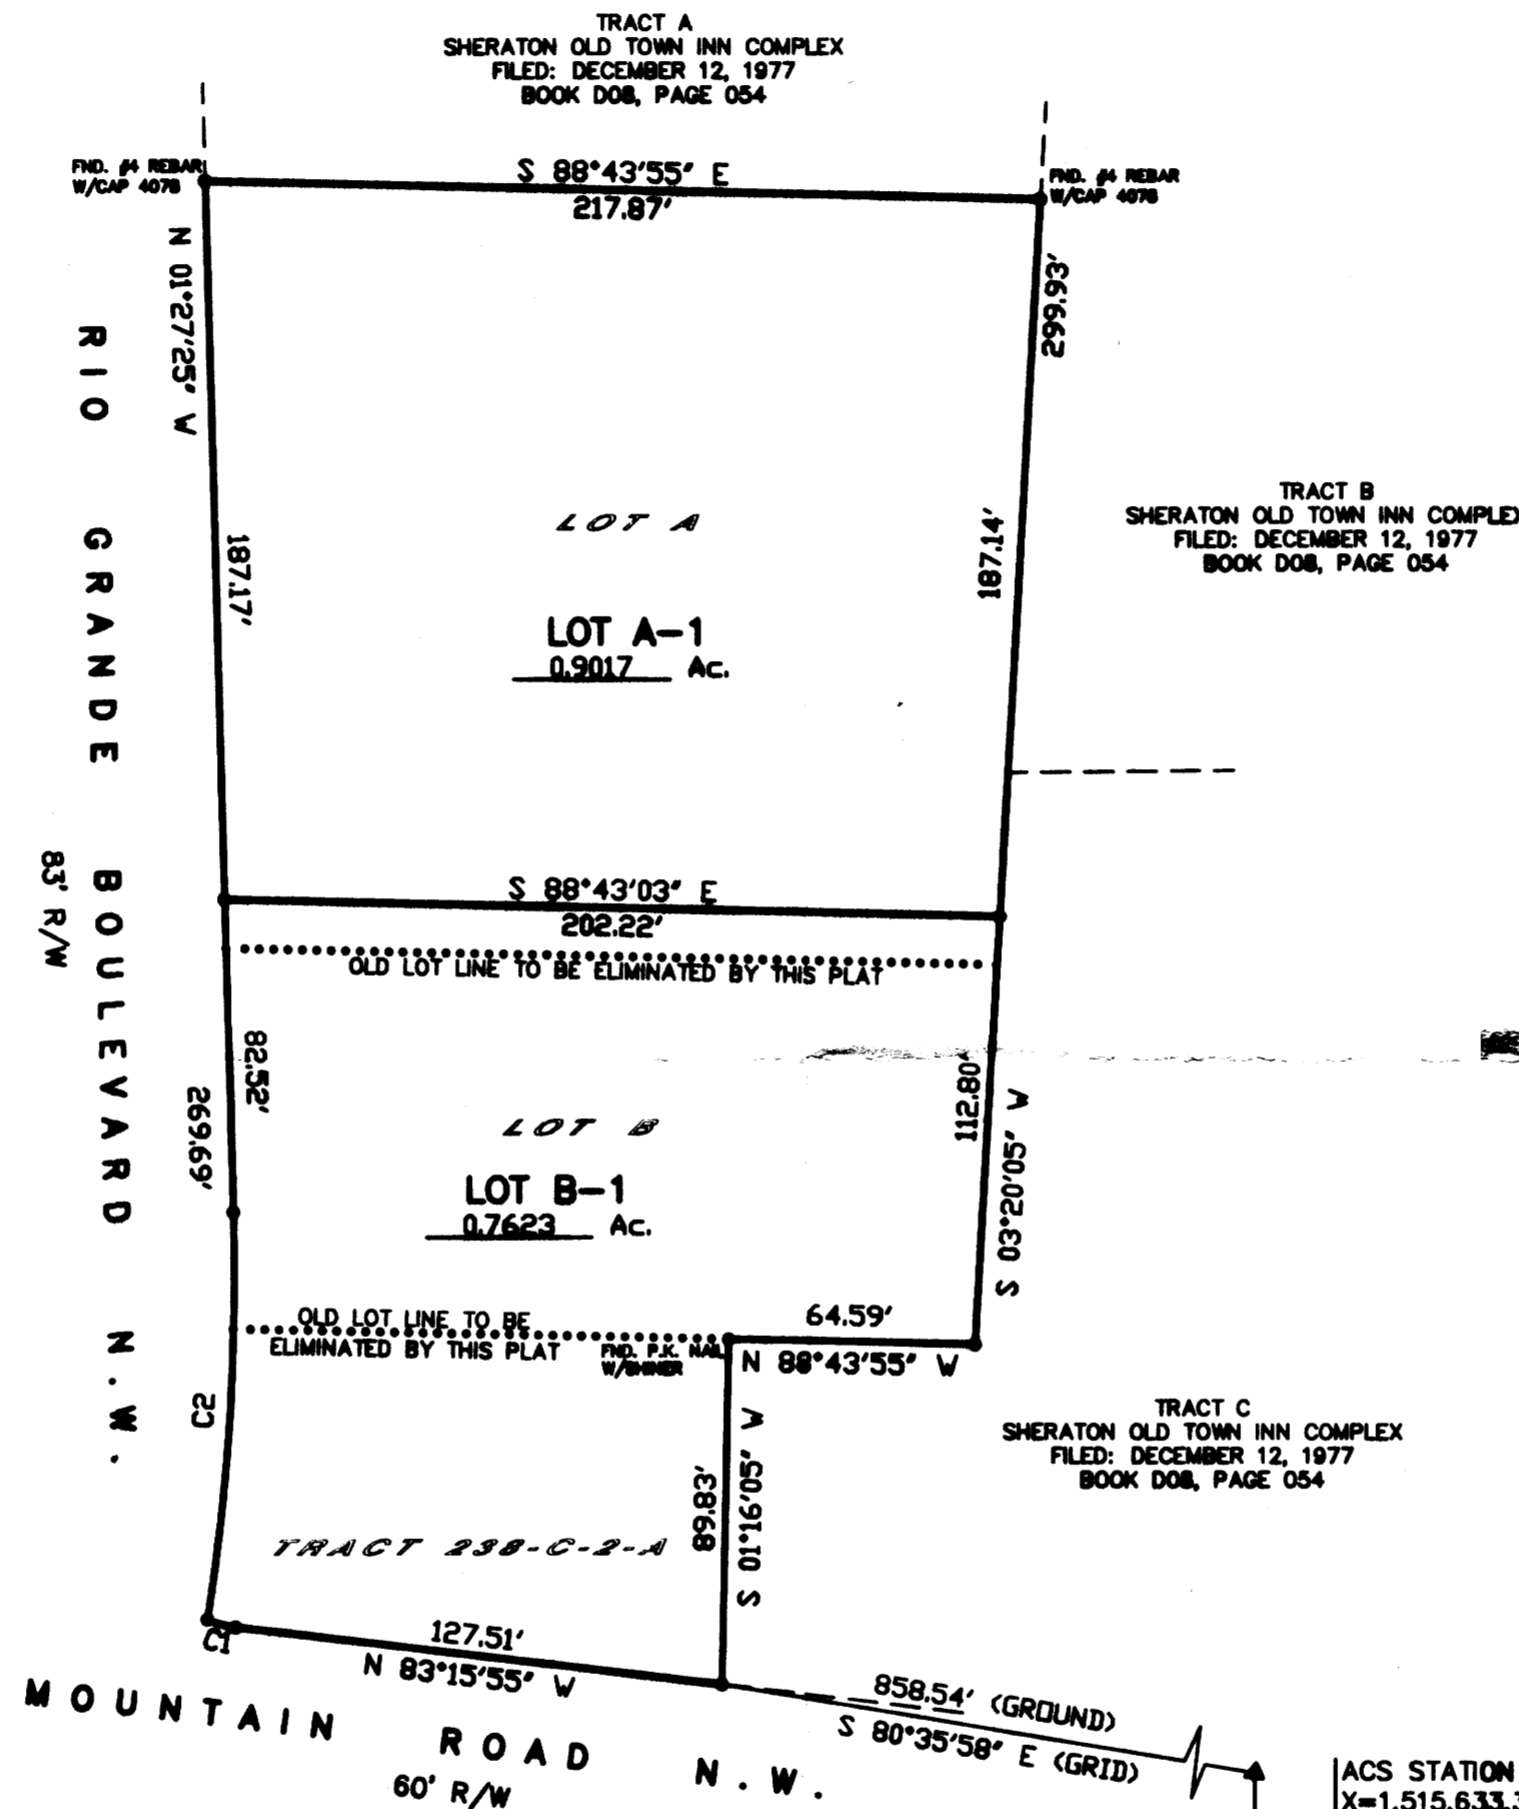 TRACT A
SHERATON OLD TOWN INN COMPLEX
FILED: DECEMBER 12, 1977
BOOK D08, PAGE 054
FND. #4 REBAR
W/CAP 4078
S 88°43'55" E
217.87'
FND. #4 REBAR
W/CAP 4078
N 01°27'25" W
299.93'
RIO GRANDE BOULEVARD N.W.
83' R/W
187.17'
LOT A
187.14'
LOT A-1
0.9017 Ac.
TRACT B
SHERATON OLD TOWN INN COMPLEX
FILED: DECEMBER 12, 1977
BOOK D08, PAGE 054
S 88°43'03" E
202.22'
OLD LOT LINE TO BE ELIMINATED BY THIS PLAT
82.52'
269.69'
112.80'
S 03°20'05" W
LOT B
LOT B-1
0.7623 Ac.
OLD LOT LINE TO BE
ELIMINATED BY THIS PLAT
FND. P.K. NAIL
W/SHINER
64.59'
N 88°43'55" W
C2
89.83'
S 01°16'05" W
TRACT C
SHERATON OLD TOWN INN COMPLEX
FILED: DECEMBER 12, 1977
BOOK D08, PAGE 054
TRACT 238-C-2-A
C1
127.51'
N 83°15'55" W
858.54' (GROUND)
S 80°35'58" E (GRID)
MOUNTAIN ROAD N.W.
60' R/W
ACS STATION
X=1,515,633.3